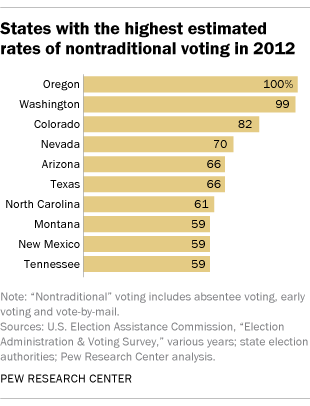 States with the highest estimated
rates of nontraditional voting in 2012
Oregon 100%
Washington 99
Colorado 82
Nevada 70
Arizona 66
Texas 66
North Carolina 61
Montana 59
New Mexico 59
Tennessee 59
Note: “Nontraditional” voting includes absentee voting, early
voting and vote-by-mail.
Sources: U.S. Election Assistance Commission, “Election
Administration & Voting Survey,” various years; state election
authorities; Pew Research Center analysis.
PEW RESEARCH CENTER